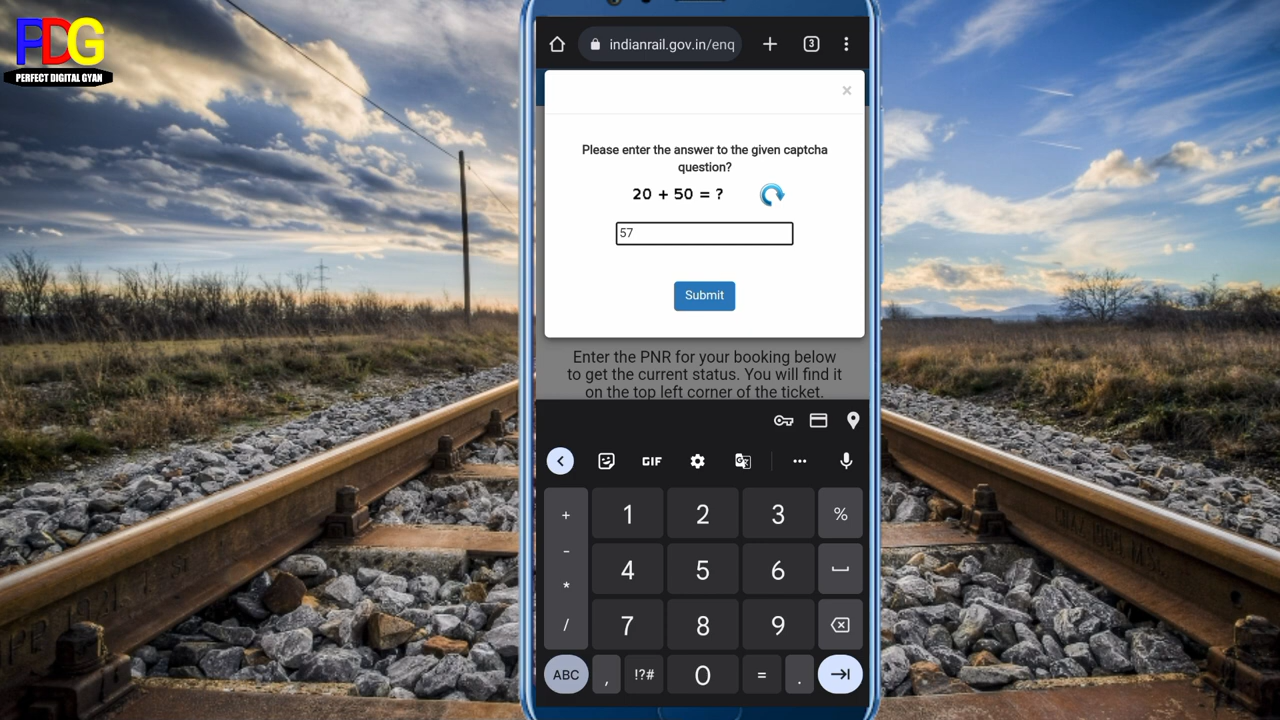 PDG
PERFECT DIGITAL GYAN
indianrail.gov.in/enq
3
×
Please enter the answer to the given captcha
question?
20 + 50 = ?
57
Submit
Enter the PNR for your booking below
to get the current status. You will find it
on the top left corner of the ticket.
GIF
+ 1 2 3 %
-
4 5 6
*
/ 7 8 9
ABC , !?# 0 = .